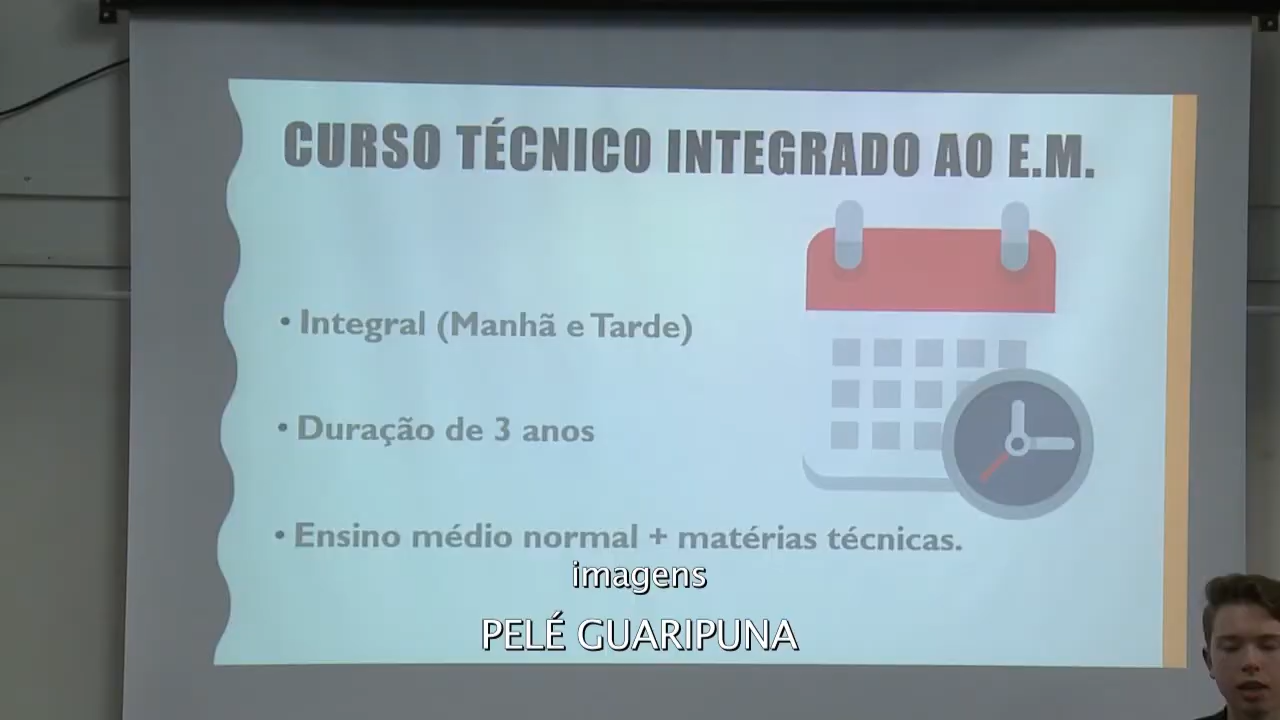 CURSO TÉCNICO INTEGRADO AO E.M.
• Integral (Manhã e Tarde)
• Duração de 3 anos
• Ensino médio normal + matérias técnicas.
imagens
PELÉ GUARIPUNA